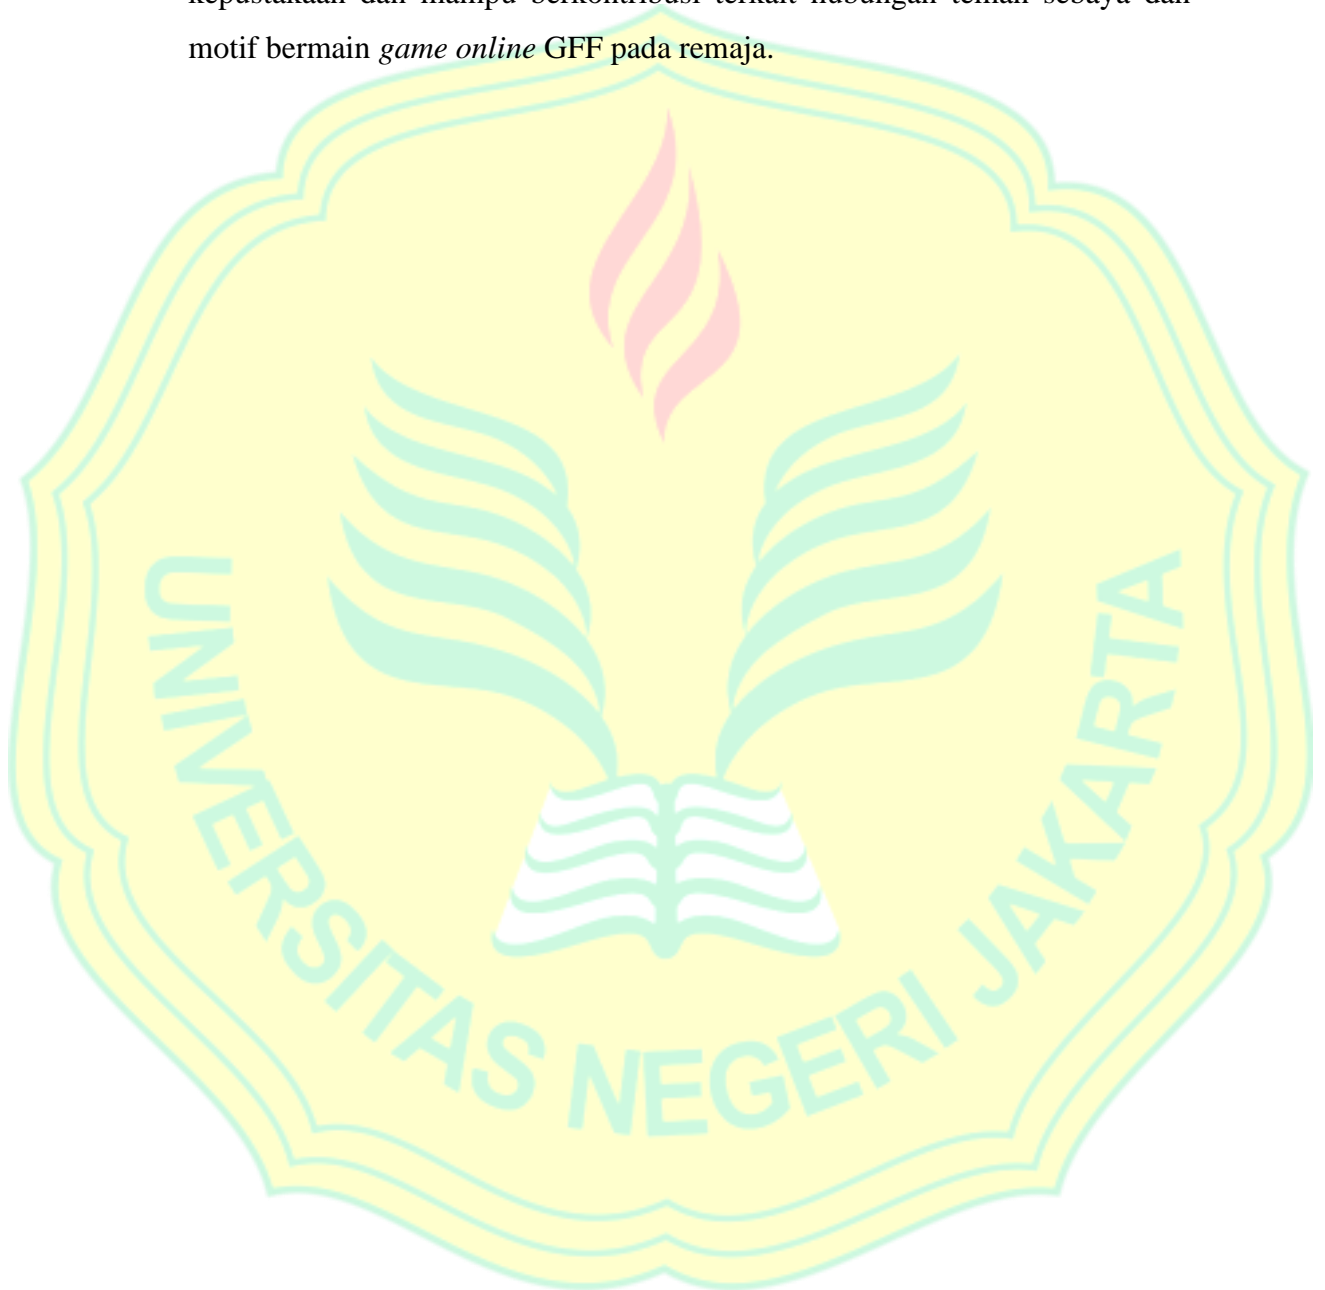 kepustakaan dan mampu berkontribusi terkait hubungan teman sebaya dan
motif bermain game online GFF pada remaja.
UNIVERSITAS NEGERI JAKARTA